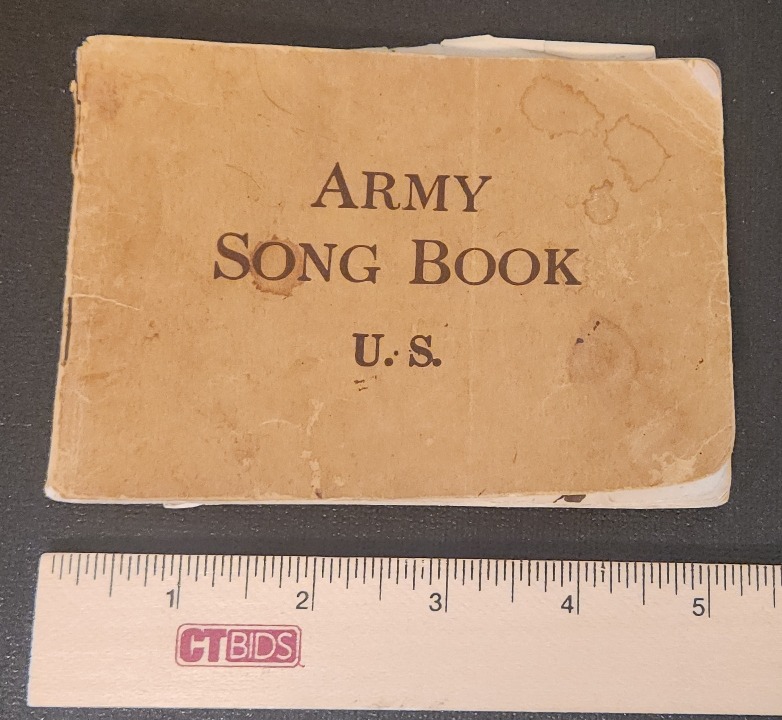 ARMY
SONG BOOK
U. S.
1 2 3 4 5
CTBIDS